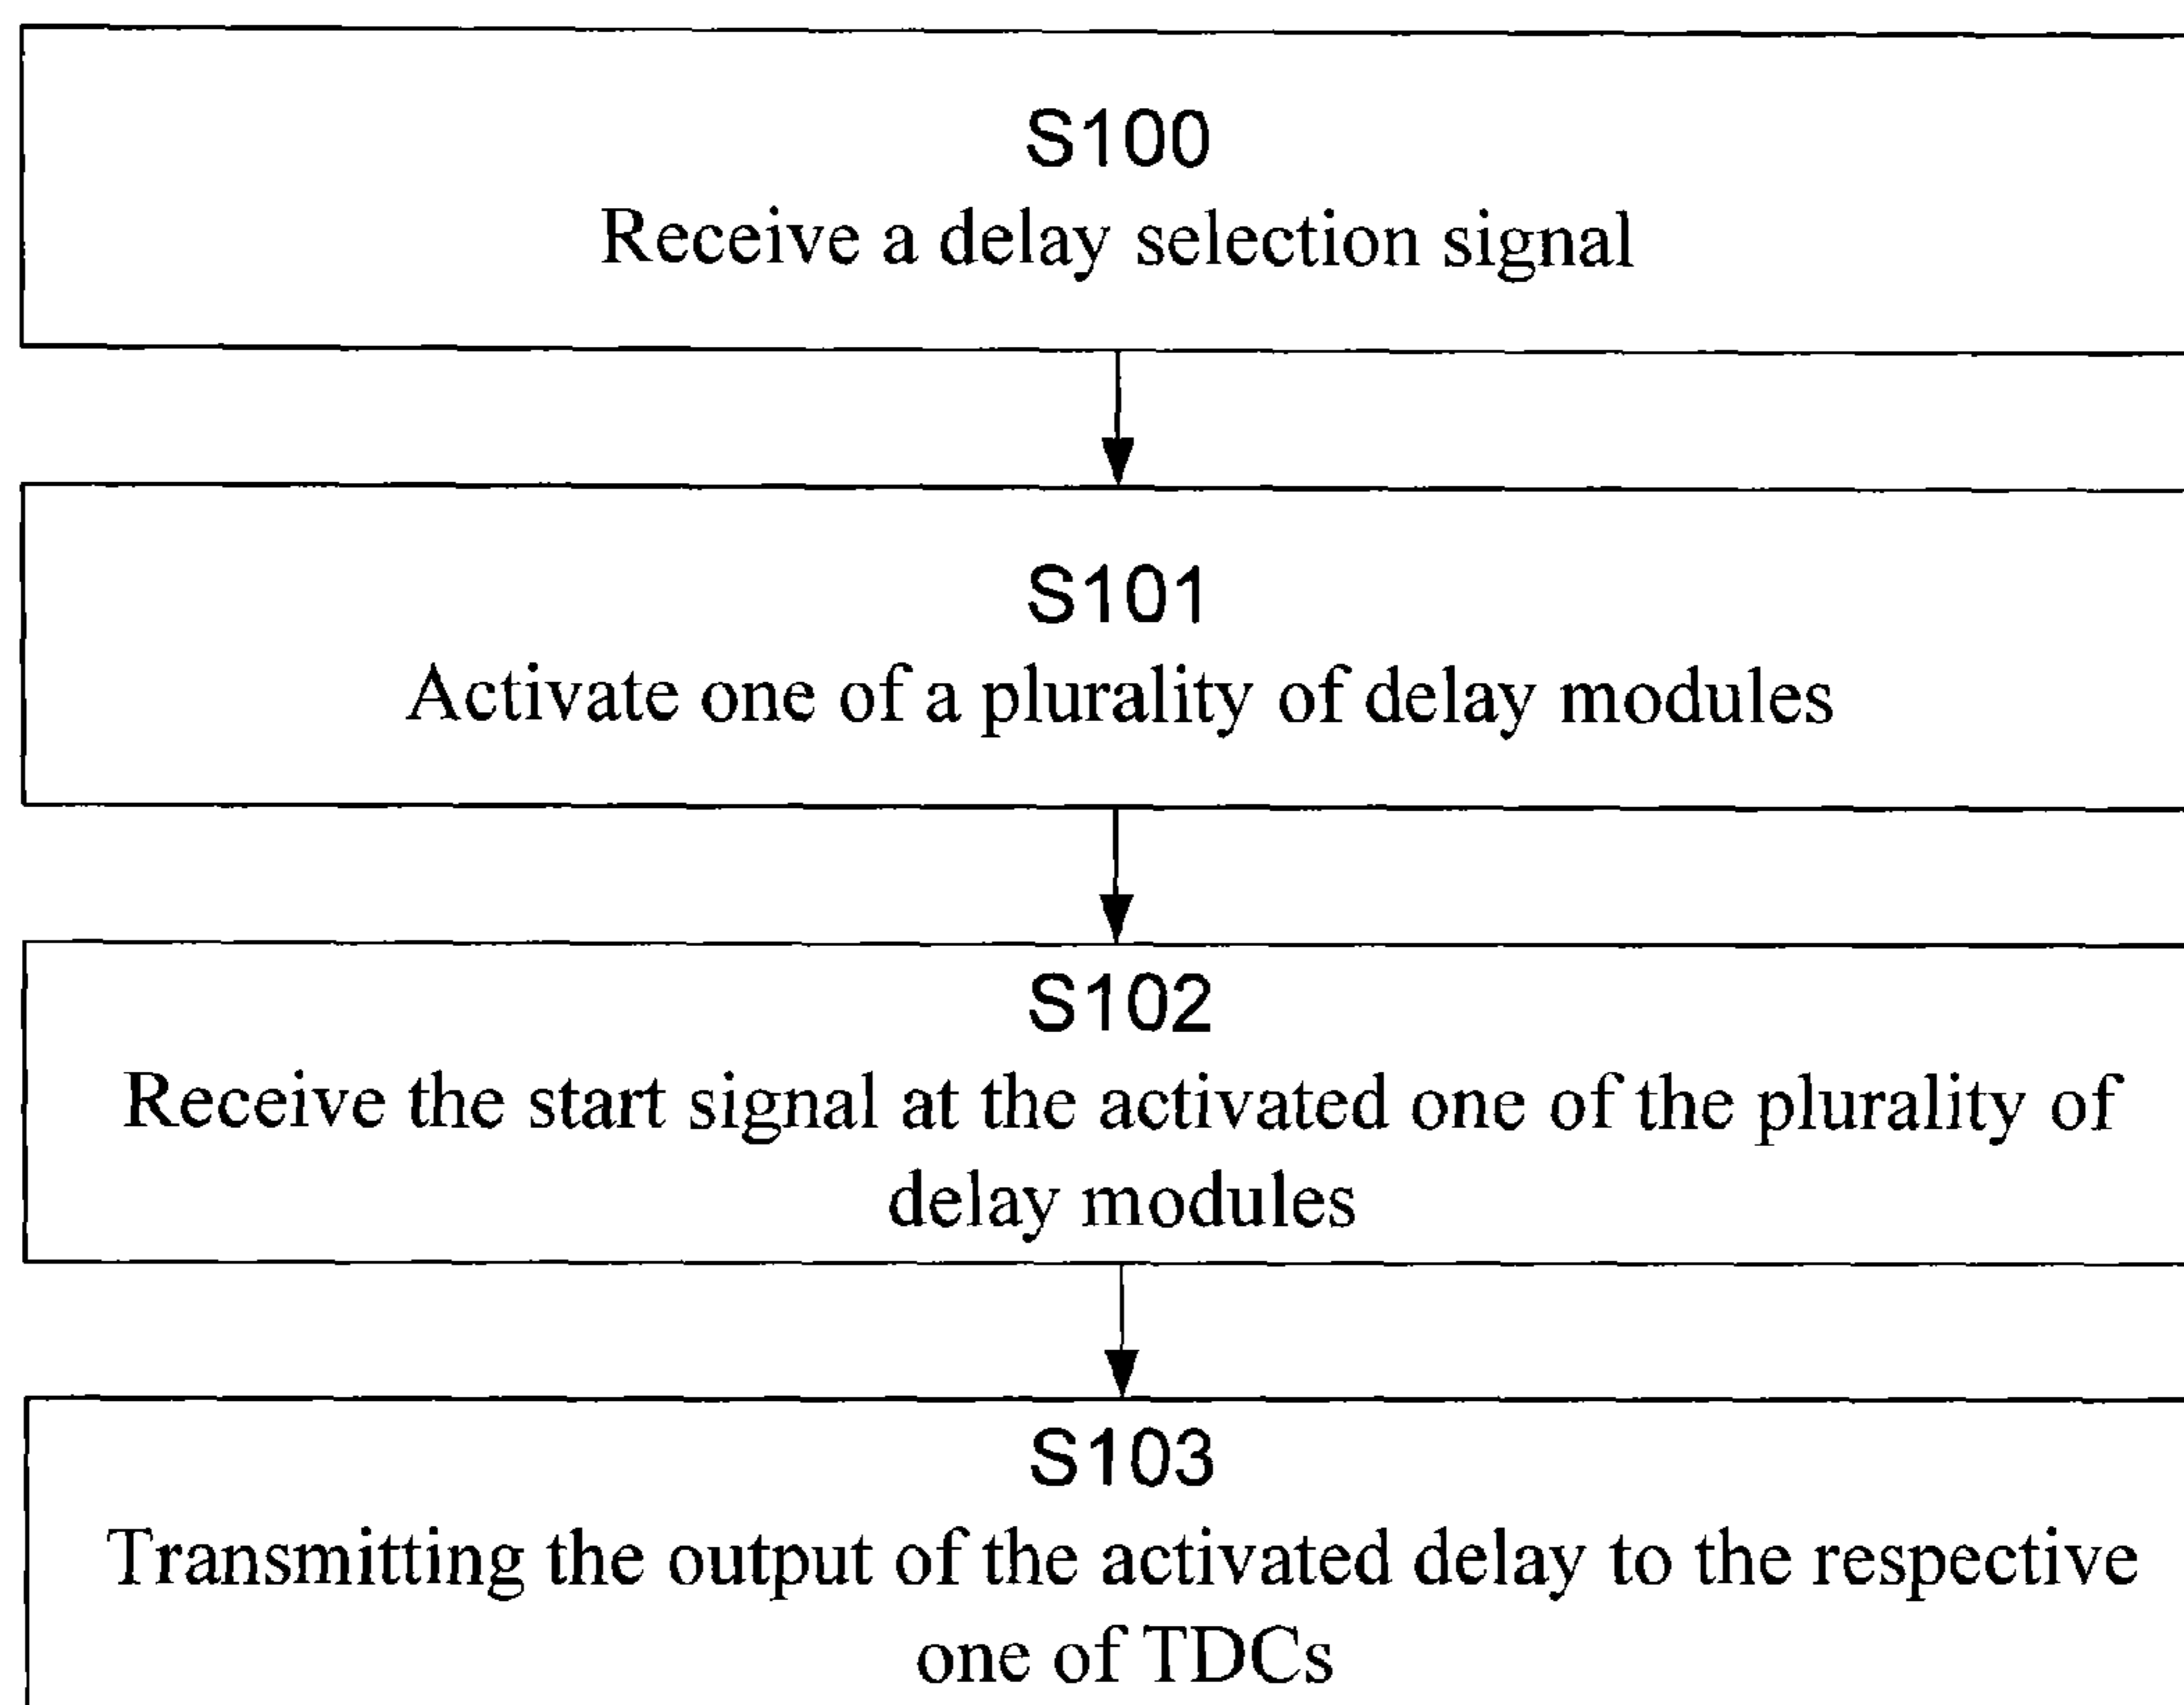 S100
Receive a delay selection signal
S101
Activate one of a plurality of delay modules
S102
Receive the start signal at the activated one of the plurality of
delay modules
S103
Transmitting the output of the activated delay to the respective
one of TDCs